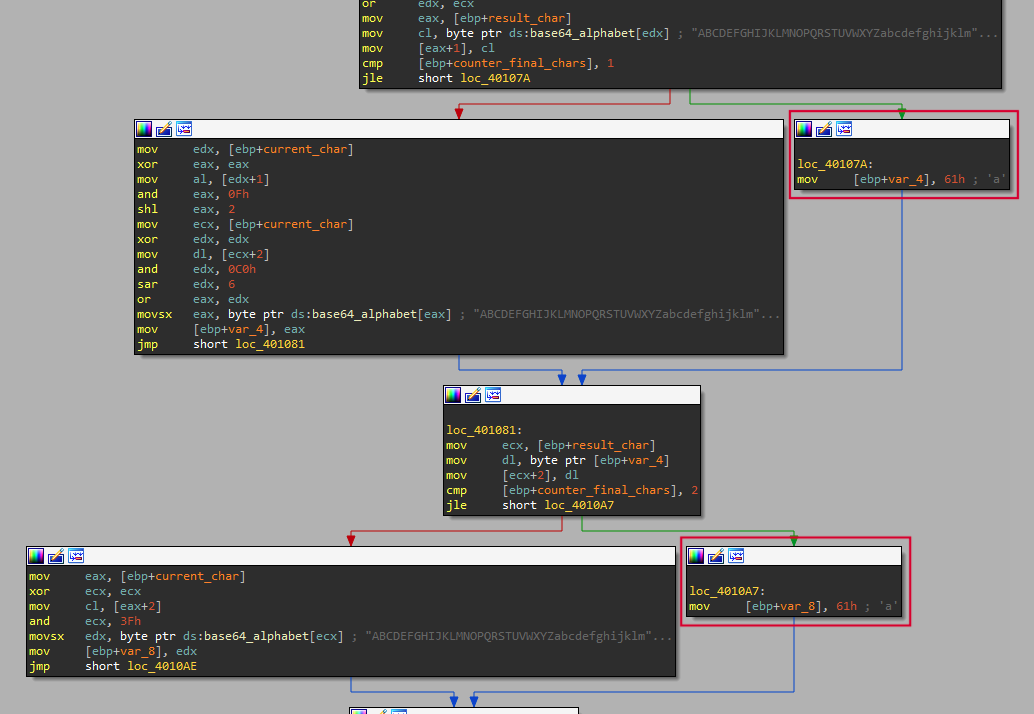 or edx, ecx
mov eax, [ebp+result_char]
mov cl, byte ptr ds:base64_alphabet[edx] ; "ABCDEFGHIJKLMNOPQRSTUVWXYZabcdefghijklm"...
mov [eax+1], cl
cmp [ebp+counter_final_chars], 1
jle short loc_40107A
mov edx, [ebp+current_char]
xor eax, eax
mov al, [edx+1]
and eax, 0Fh
shl eax, 2
mov ecx, [ebp+current_char]
xor edx, edx
mov dl, [ecx+2]
and edx, 0C0h
sar edx, 6
or eax, edx
movsx eax, byte ptr ds:base64_alphabet[eax] ; "ABCDEFGHIJKLMNOPQRSTUVWXYZabcdefghijklm"...
mov [ebp+var_4], eax
jmp short loc_401081
loc_40107A:
mov [ebp+var_4], 61h ; 'a'
loc_401081:
mov ecx, [ebp+result_char]
mov dl, byte ptr [ebp+var_4]
mov [ecx+2], dl
cmp [ebp+counter_final_chars], 2
jle short loc_4010A7
mov eax, [ebp+current_char]
xor ecx, ecx
mov cl, [eax+2]
and ecx, 3Fh
movsx edx, byte ptr ds:base64_alphabet[ecx] ; "ABCDEFGHIJKLMNOPQRSTUVWXYZabcdefghijklm"...
mov [ebp+var_8], edx
jmp short loc_4010AE
loc_4010A7:
mov [ebp+var_8], 61h ; 'a'